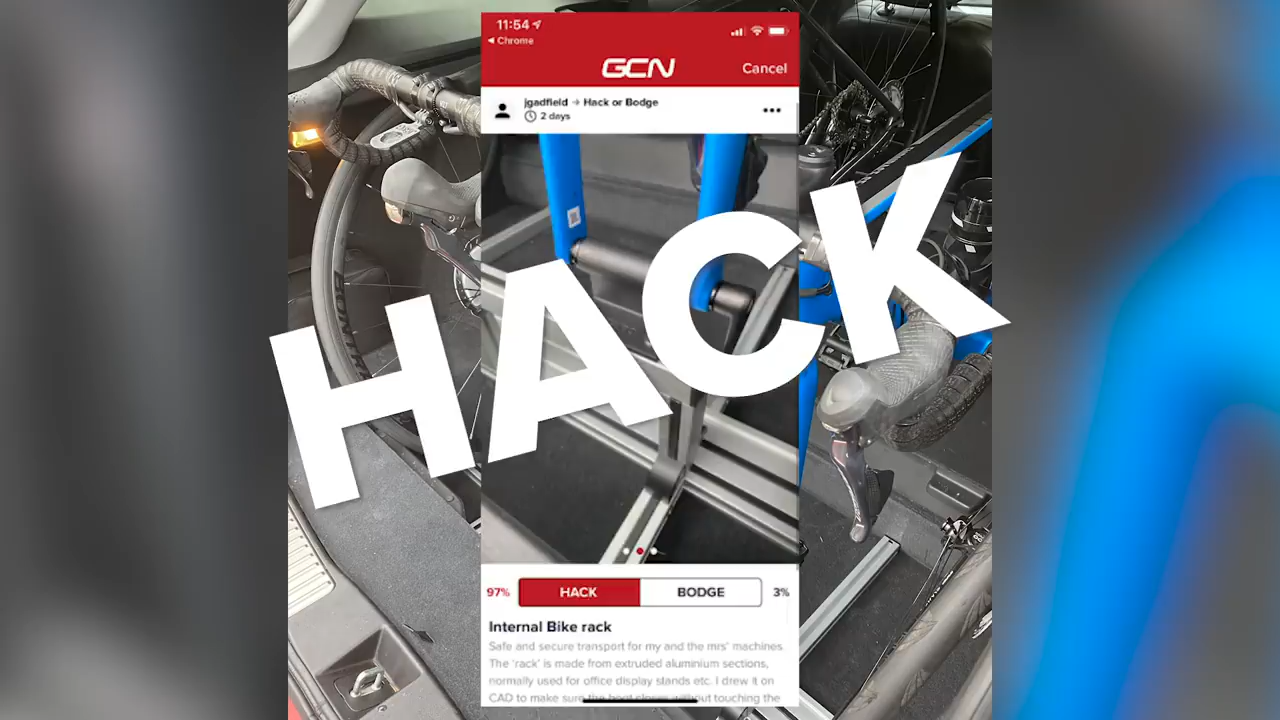 11:54
Chrome
GCN
Cancel
jgadfield → Hack or Bodge
2 days
HACK
97%
HACK
BODGE
3%
Internal Bike rack
Safe and secure transport for my and the mrs' machines.
The 'rack' is made from extruded aluminium sections,
normally used for office display stands etc. I drew it on
CAD to make sure the boot closes without touching the